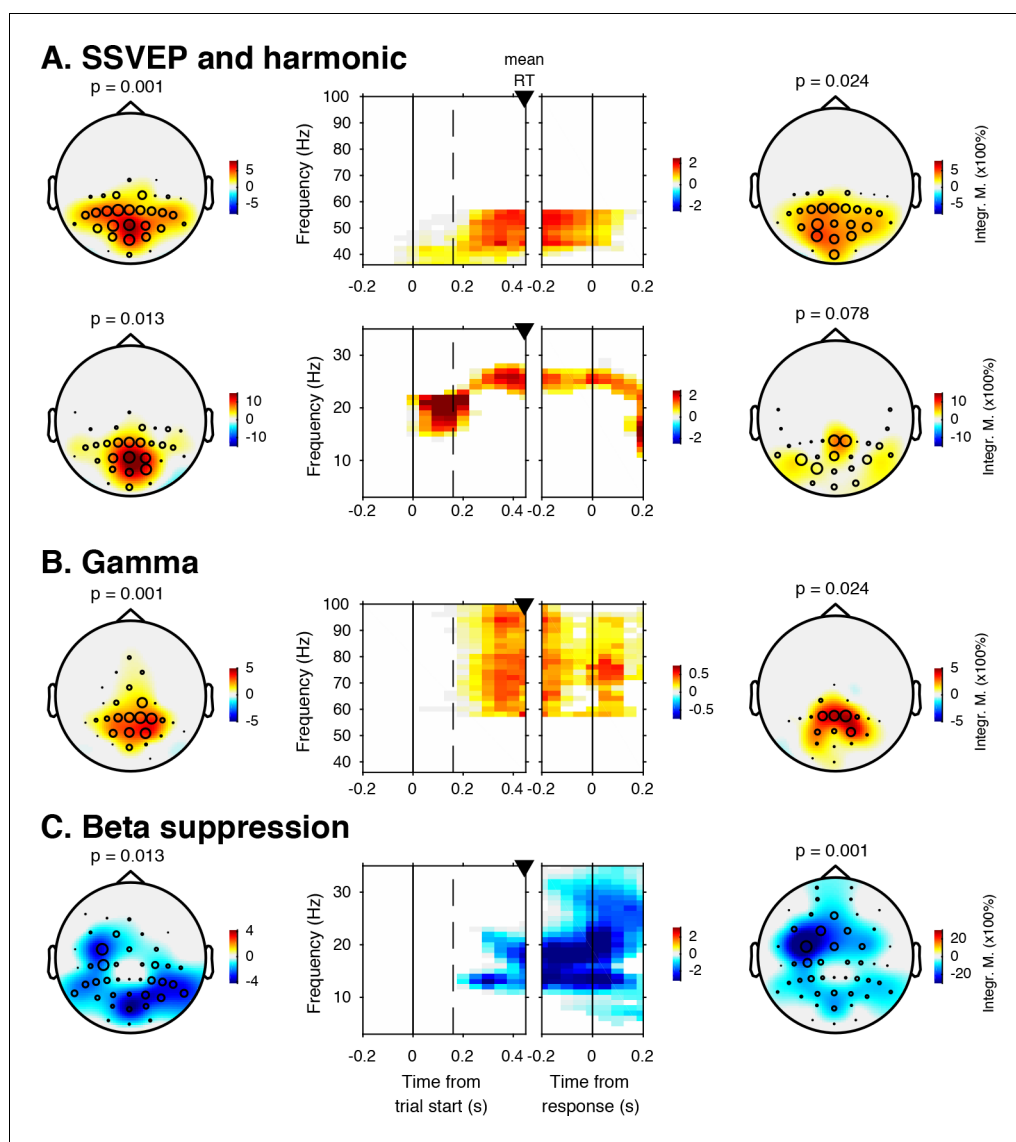 A. SSVEP and harmonic
mean
RT
p = 0.001
p = 0.024
Frequency (Hz)
100
90
80
70
60
50
40
5
0
-5
2
0
-2
5
0
-5
Integr. M. (x100%)
-0.2 0 0.2 0.4 -0.2 0 0.2
p = 0.013
p = 0.078
Frequency (Hz)
30
20
10
10
0
-10
2
0
-2
10
0
-10
Integr. M. (x100%)
-0.2 0 0.2 0.4 -0.2 0 0.2
B. Gamma
p = 0.001
p = 0.024
Frequency (Hz)
100
90
80
70
60
50
40
5
0
-5
0.5
0
-0.5
5
0
-5
Integr. M. (x100%)
-0.2 0 0.2 0.4 -0.2 0 0.2
C. Beta suppression
p = 0.013
p = 0.001
Frequency (Hz)
30
20
10
4
0
-4
2
0
-2
20
0
-20
Integr. M. (x100%)
-0.2 0 0.2 0.4 -0.2 0 0.2
Time from Time from
trial start (s) response (s)